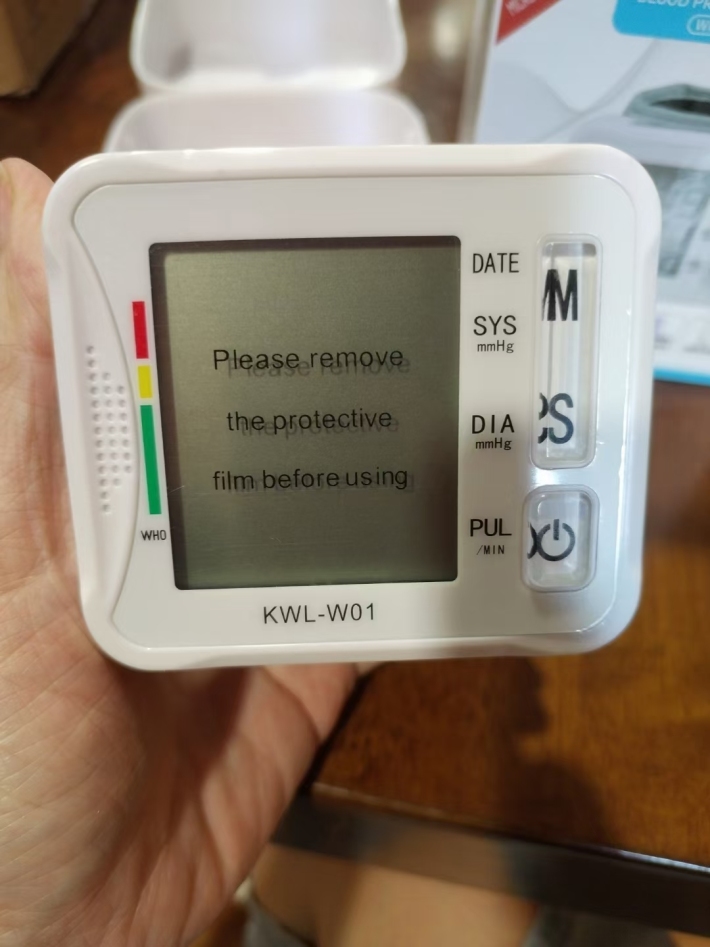 DATE
SYS
mmHg
Please remove
the protective
film before using
DIA
mmHg
PUL
/MIN
WHO
KWL-W01